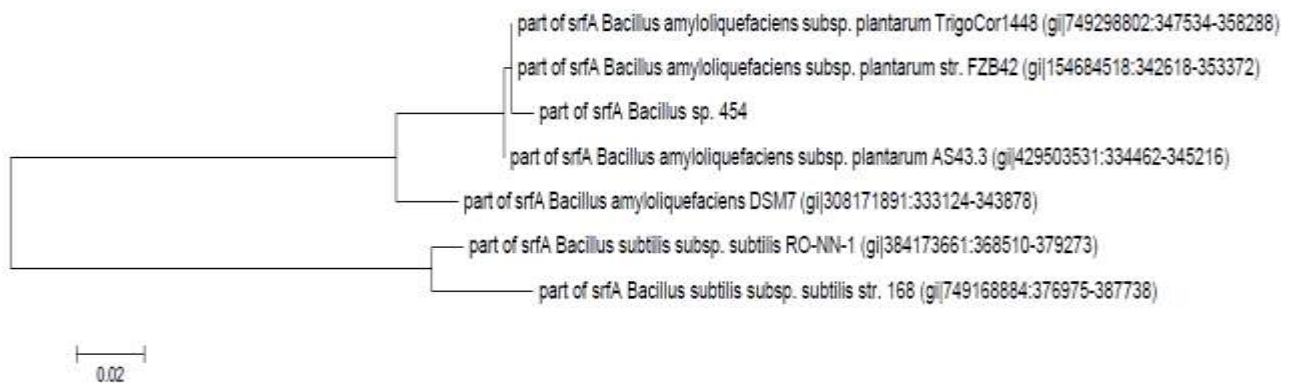 part of srfA Bacillus amyloliquefaciens subsp. plantarum TrigoCor1448 (gi|749298802:347534-358288)
part of srfA Bacillus amyloliquefaciens subsp. plantarum str. FZB42 (gi|154684518:342618-353372)
part of srfA Bacillus sp. 454
part of srfA Bacillus amyloliquefaciens subsp. plantarum AS43.3 (gi|429503531:334462-345216)
part of srfA Bacillus amyloliquefaciens DSM7 (gi|308171891:333124-343878)
part of srfA Bacillus subtilis subsp. subtilis RO-NN-1 (gi|384173661:368510-379273)
part of srfA Bacillus subtilis subsp. subtilis str. 168 (gi|749168884:376975-387738)
0.02